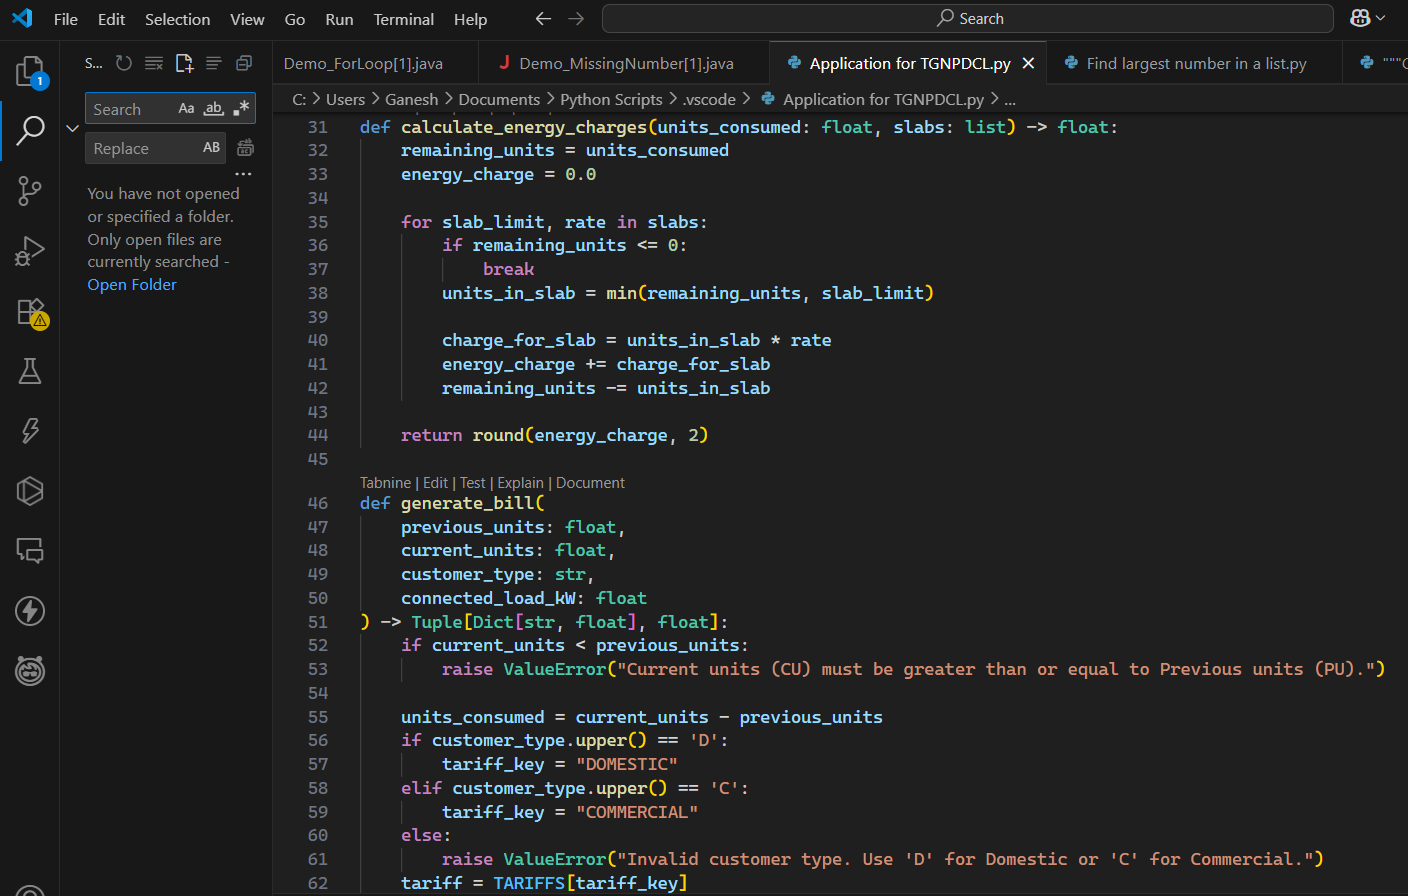 File Edit Selection View Go Run Terminal Help
Search
S...
Demo_ForLoop[1].java
Demo_MissingNumber[1].java
Application for TGNPDCL.py
Find largest number in a list.py
C: > Users > Ganesh > Documents > Python Scripts > .vscode > Application for TGNPDCL.py > ...
1
Search
Aa ab
Replace
AB
...
You have not opened
or specified a folder.
Only open files are
currently searched -
Open Folder
31 def calculate_energy_charges(units_consumed: float, slabs: list) -> float:
32     remaining_units = units_consumed
33     energy_charge = 0.0
34
35     for slab_limit, rate in slabs:
36         if remaining_units <= 0:
37             break
38         units_in_slab = min(remaining_units, slab_limit)
39
40         charge_for_slab = units_in_slab * rate
41         energy_charge += charge_for_slab
42         remaining_units -= units_in_slab
43
44     return round(energy_charge, 2)
45
Tabnine | Edit | Test | Explain | Document
46 def generate_bill(
47     previous_units: float,
48     current_units: float,
49     customer_type: str,
50     connected_load_kW: float
51 ) -> Tuple[Dict[str, float], float]:
52     if current_units < previous_units:
53         raise ValueError("Current units (CU) must be greater than or equal to Previous units (PU).")
54
55     units_consumed = current_units - previous_units
56     if customer_type.upper() == 'D':
57         tariff_key = "DOMESTIC"
58     elif customer_type.upper() == 'C':
59         tariff_key = "COMMERCIAL"
60     else:
61         raise ValueError("Invalid customer type. Use 'D' for Domestic or 'C' for Commercial.")
62     tariff = TARIFFS[tariff_key]